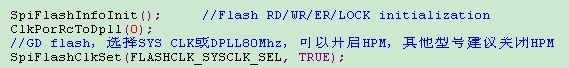 SpiFlashInfoInit();    //Flash RD/WR/ER/LOCK initialization
ClkPorRcToDpll(0);
//GD flash, 选择SYS CLK或DPLL80Mhz, 可以开启HPM, 其他型号建议关闭HPM
SpiFlashClkSet(FLASHCLK_SYSCLK_SEL, TRUE);